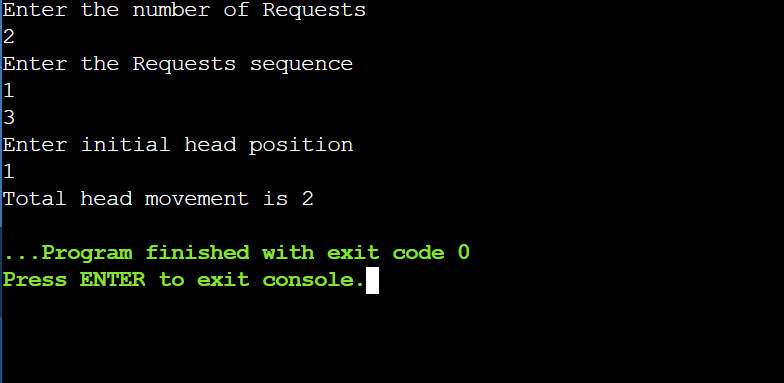 Enter the number of Requests
2
Enter the Requests sequence
1
3
Enter initial head position
1
Total head movement is 2
...Program finished with exit code 0
Press ENTER to exit console.